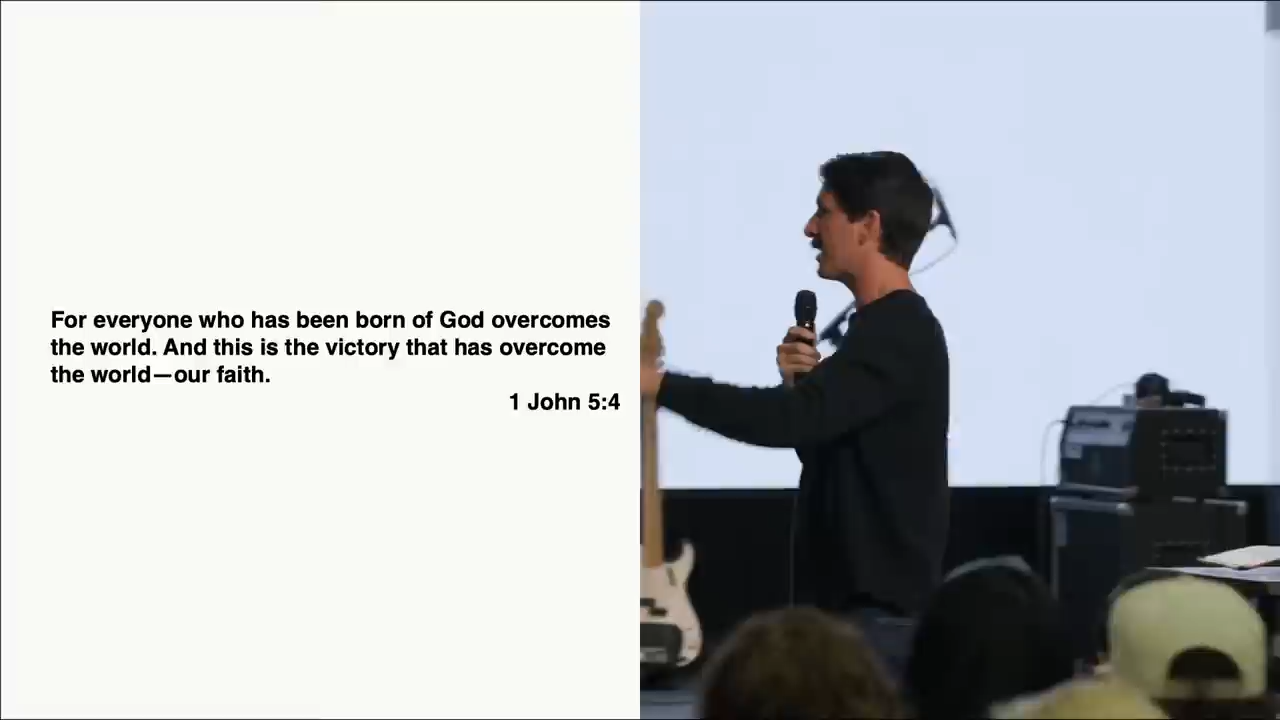 For everyone who has been born of God overcomes
the world. And this is the victory that has overcome
the world—our faith.
1 John 5:4